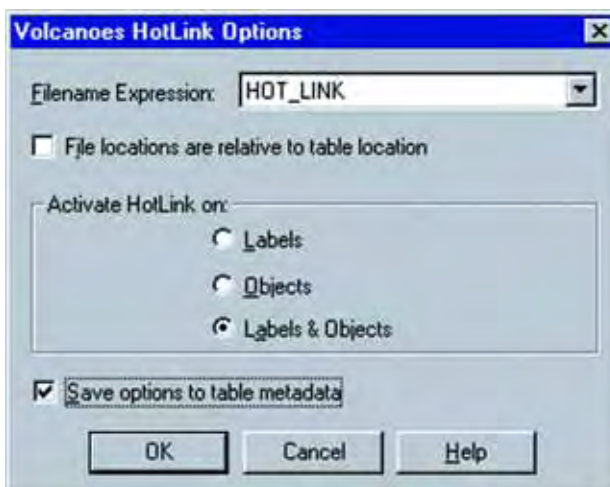 Volcanoes HotLink Options
Filename Expression: HOT_LINK
File locations are relative to table location
Activate HotLink on:
Labels
Objects
Labels & Objects
Save options to table metadata
OK Cancel Help